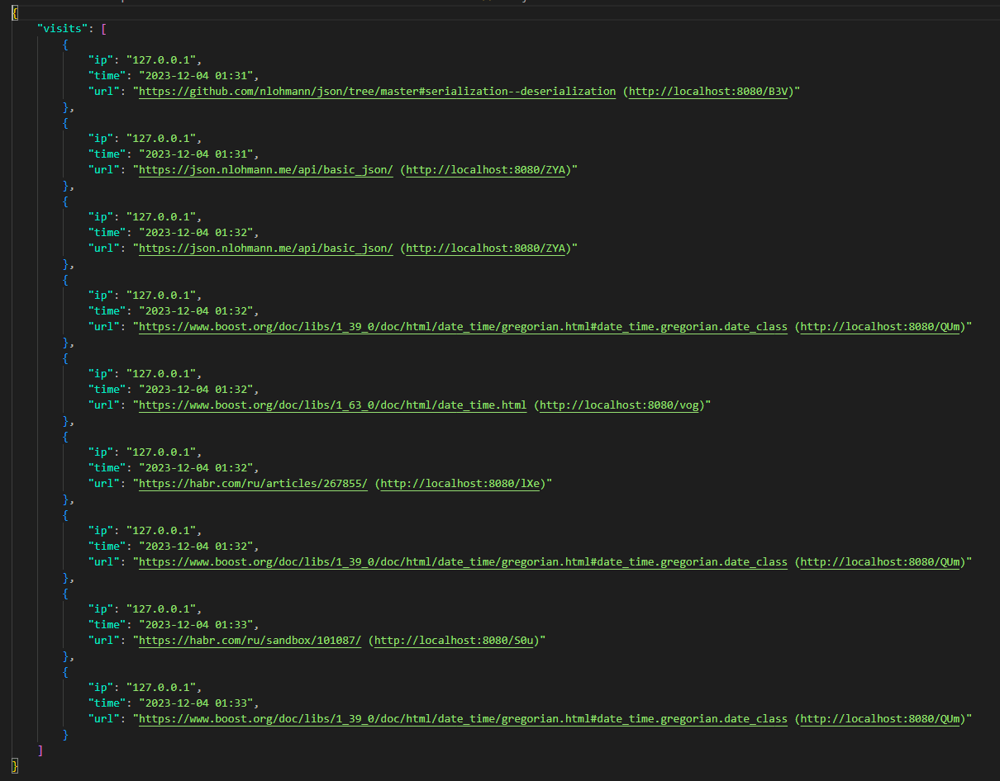 {
    "visits": [
        {
            "ip": "127.0.0.1",
            "time": "2023-12-04 01:31",
            "url": "https://github.com/nlohmann/json/tree/master#serialization--deserialization (http://localhost:8080/B3V)"
        },
        {
            "ip": "127.0.0.1",
            "time": "2023-12-04 01:31",
            "url": "https://json.nlohmann.me/api/basic_json/ (http://localhost:8080/ZYA)"
        },
        {
            "ip": "127.0.0.1",
            "time": "2023-12-04 01:32",
            "url": "https://json.nlohmann.me/api/basic_json/ (http://localhost:8080/ZYA)"
        },
        {
            "ip": "127.0.0.1",
            "time": "2023-12-04 01:32",
            "url": "https://www.boost.org/doc/libs/1_39_0/doc/html/date_time/gregorian.html#date_time.gregorian.date_class (http://localhost:8080/QUm)"
        },
        {
            "ip": "127.0.0.1",
            "time": "2023-12-04 01:32",
            "url": "https://www.boost.org/doc/libs/1_63_0/doc/html/date_time.html (http://localhost:8080/vog)"
        },
        {
            "ip": "127.0.0.1",
            "time": "2023-12-04 01:32",
            "url": "https://habr.com/ru/articles/267855/ (http://localhost:8080/lXe)"
        },
        {
            "ip": "127.0.0.1",
            "time": "2023-12-04 01:32",
            "url": "https://www.boost.org/doc/libs/1_39_0/doc/html/date_time/gregorian.html#date_time.gregorian.date_class (http://localhost:8080/QUm)"
        },
        {
            "ip": "127.0.0.1",
            "time": "2023-12-04 01:33",
            "url": "https://habr.com/ru/sandbox/101087/ (http://localhost:8080/S0u)"
        },
        {
            "ip": "127.0.0.1",
            "time": "2023-12-04 01:33",
            "url": "https://www.boost.org/doc/libs/1_39_0/doc/html/date_time/gregorian.html#date_time.gregorian.date_class (http://localhost:8080/QUm)"
        }
    ]
}